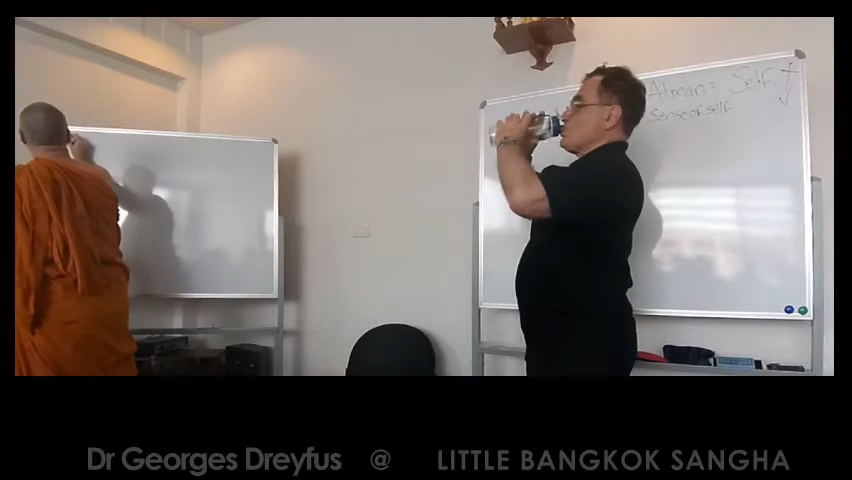 Atman = Self
Sense of self
Dr Georges Dreyfus @ LITTLE BANGKOK SANGHA